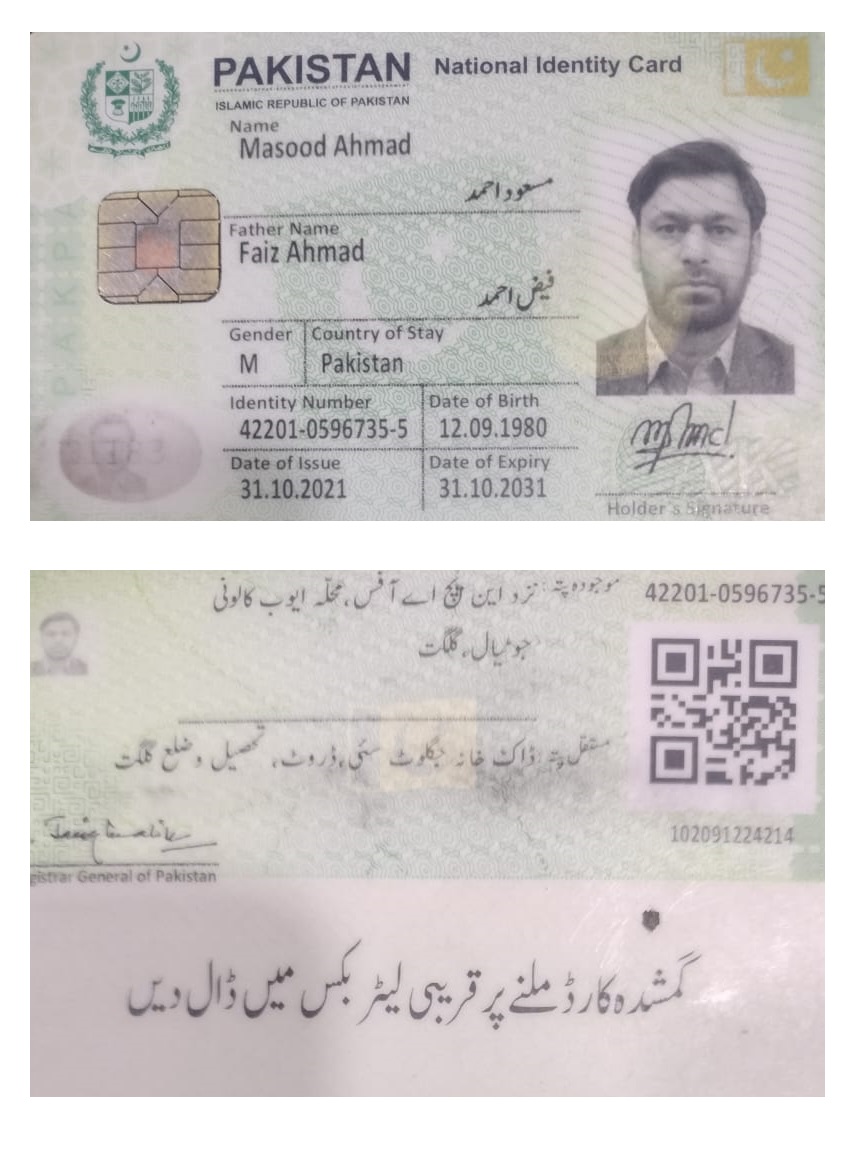 PAKISTAN National Identity Card
ISLAMIC REPUBLIC OF PAKISTAN
Name
Masood Ahmad
مسعود احمد
Father Name
Faiz Ahmad
فیض احمد
Gender Country of Stay
M Pakistan
Identity Number Date of Birth
42201-0596735-5 12.09.1980
Date of Issue Date of Expiry
31.10.2021 31.10.2031
Holder's Signature
موجودہ پتہ: نزد این ایچ اے آفس، محلہ ایوب کالونی
42201-0596735-5
جوٹیال، گلگت
مستقل پتہ: ڈاک خانہ جگلوٹ سئی، ڈروٹ، تحصیل و ضلع گلگت
102091224214
gistrar General of Pakistan
گمشدہ کارڈ ملنے پر قریبی لیٹر بکس میں ڈال دیں